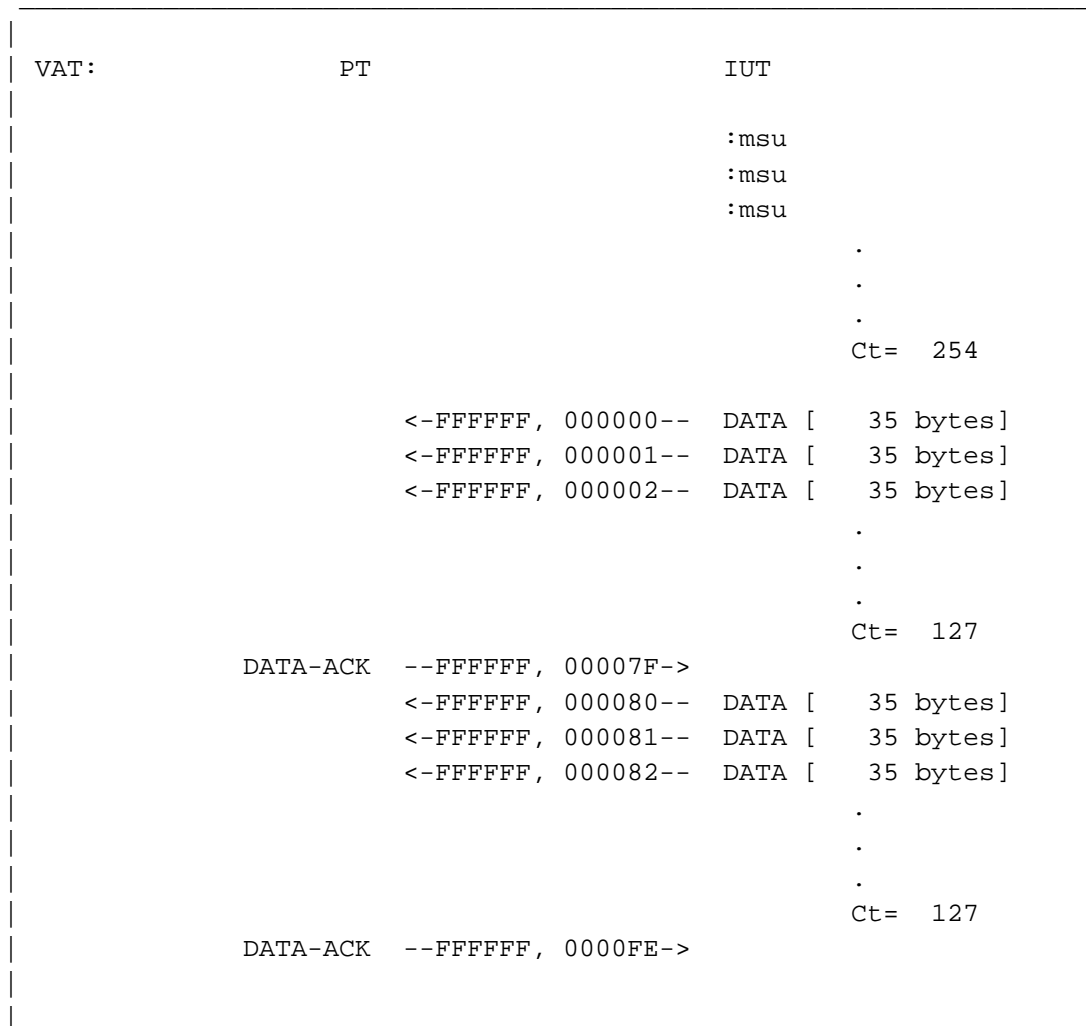 VAT: PT IUT
:msu
:msu
:msu
.
.
.
Ct= 254
<-FFFFFF, 000000-- DATA [ 35 bytes]
<-FFFFFF, 000001-- DATA [ 35 bytes]
<-FFFFFF, 000002-- DATA [ 35 bytes]
.
.
.
Ct= 127
DATA-ACK --FFFFFF, 00007F->
<-FFFFFF, 000080-- DATA [ 35 bytes]
<-FFFFFF, 000081-- DATA [ 35 bytes]
<-FFFFFF, 000082-- DATA [ 35 bytes]
.
.
.
Ct= 127
DATA-ACK --FFFFFF, 0000FE->